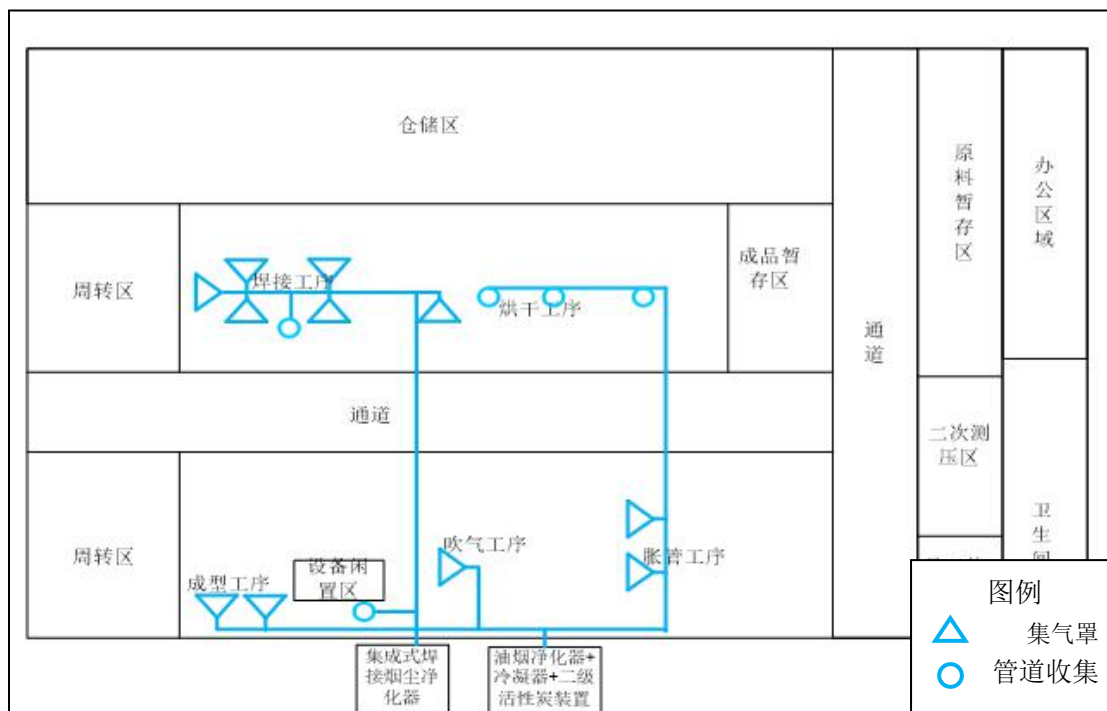 仓储区
原
料
暂
存
区
办
公
区
域
周转区
焊接工序
烘干工序
成品暂
存区
通
道
通道
二次测
压区
卫
生
间
周转区
成型工序
设备闲
置区
吹气工序
胀管工序
集成式焊
接烟尘净
化器
油烟净化器+
冷凝器+二级
活性炭装置
图例
集气罩
管道收集